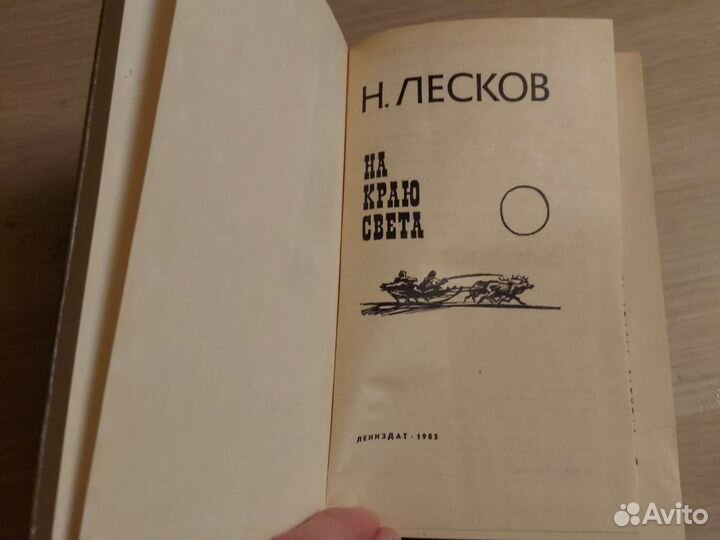 Н. ЛЕСКОВ
НА
КРАЮ
СВЕТА
ЛЕНИЗДАТ · 1985
Avito